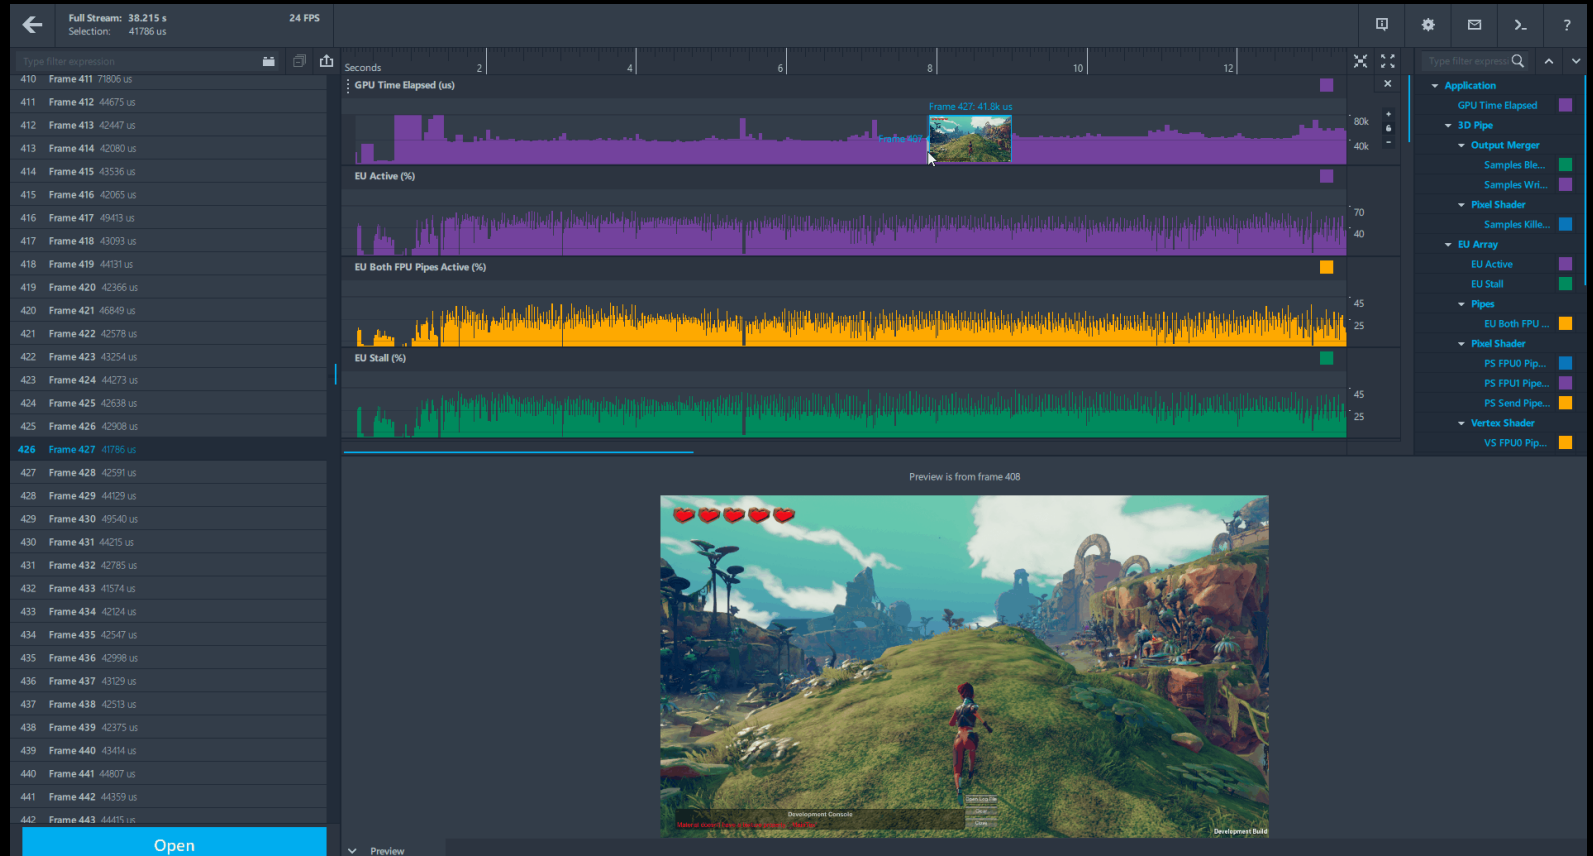 Full Stream: 38.215 s
24 FPS
Selection: 41786 us
Type filter expression
410 Frame 411 71806 us
411 Frame 412 44675 us
412 Frame 413 42447 us
413 Frame 414 42080 us
414 Frame 415 43536 us
415 Frame 416 42065 us
416 Frame 417 49413 us
417 Frame 418 43093 us
418 Frame 419 44131 us
419 Frame 420 42366 us
420 Frame 421 46849 us
421 Frame 422 42578 us
422 Frame 423 43254 us
423 Frame 424 44273 us
424 Frame 425 42638 us
425 Frame 426 42908 us
426 Frame 427 41786 us
427 Frame 428 42591 us
428 Frame 429 44129 us
429 Frame 430 49540 us
430 Frame 431 44215 us
431 Frame 432 42785 us
432 Frame 433 41574 us
433 Frame 434 42124 us
434 Frame 435 42547 us
435 Frame 436 42998 us
436 Frame 437 43129 us
437 Frame 438 42513 us
438 Frame 439 42375 us
439 Frame 440 43414 us
440 Frame 441 44807 us
441 Frame 442 44359 us
442 Frame 443 44415 us
Open
Seconds 2 4 6 8 10 12
GPU Time Elapsed (us)
Frame 427: 41.8k us
80k
40k
EU Active (%)
70
40
EU Both FPU Pipes Active (%)
45
25
EU Stall (%)
45
25
Preview is from frame 408
Development Console
Open Log File
Clear
Close
Development Build
Preview
Type filter express
Application
GPU Time Elapsed
3D Pipe
Output Merger
Samples Ble...
Samples Wri...
Pixel Shader
Samples Kille...
EU Array
EU Active
EU Stall
Pipes
EU Both FPU ...
Pixel Shader
PS FPU0 Pip...
PS FPU1 Pipe...
PS Send Pipe...
Vertex Shader
VS FPU0 Pip...